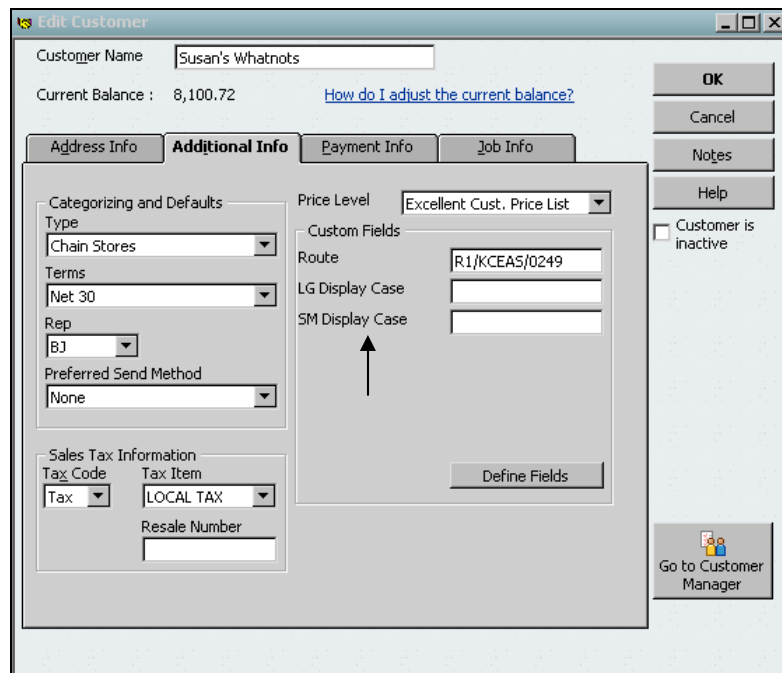 Edit Customer
Customer Name Susan's Whatnots
Current Balance : 8,100.72 How do I adjust the current balance?
OK
Cancel
Notes
Help
Customer is
inactive
Address Info Additional Info Payment Info Job Info
Categorizing and Defaults
Type
Chain Stores
Terms
Net 30
Rep
BJ
Preferred Send Method
None
Sales Tax Information
Tax Code Tax Item
Tax LOCAL TAX
Resale Number
Price Level Excellent Cust. Price List
Custom Fields
Route R1/KCEAS/0249
LG Display Case
SM Display Case
Define Fields
Go to Customer
Manager